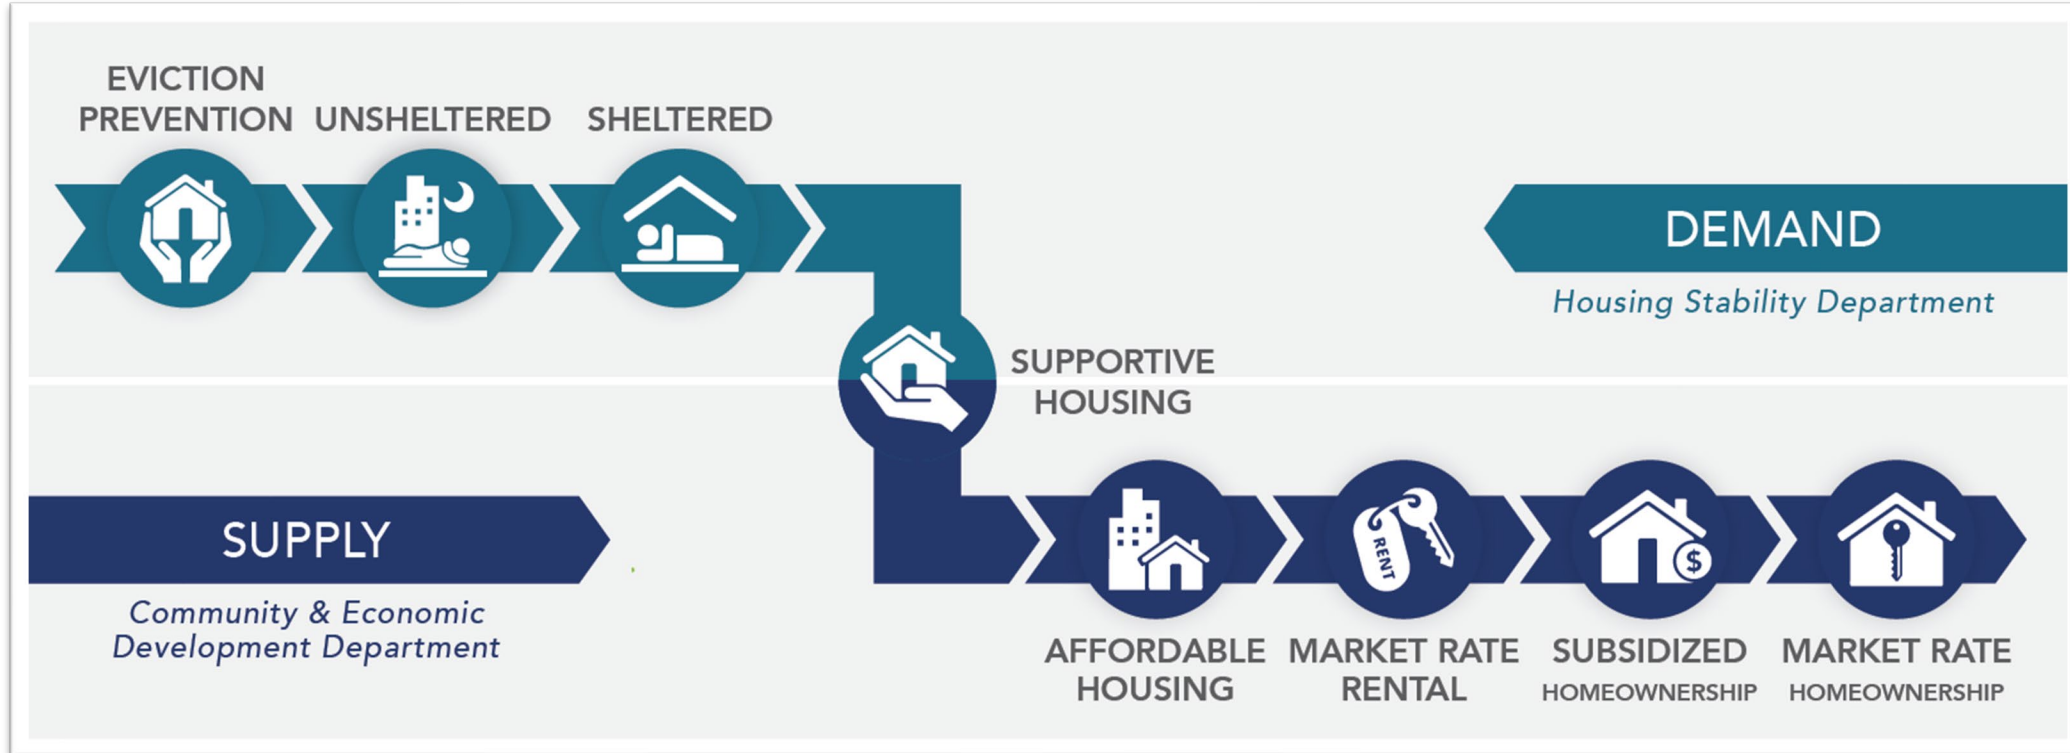 EVICTION
PREVENTION
UNSHELTERED
SHELTERED
DEMAND
Housing Stability Department
SUPPORTIVE
HOUSING
SUPPLY
Community & Economic
Development Department
RENT
$
AFFORDABLE
HOUSING
MARKET RATE
RENTAL
SUBSIDIZED
HOMEOWNERSHIP
MARKET RATE
HOMEOWNERSHIP